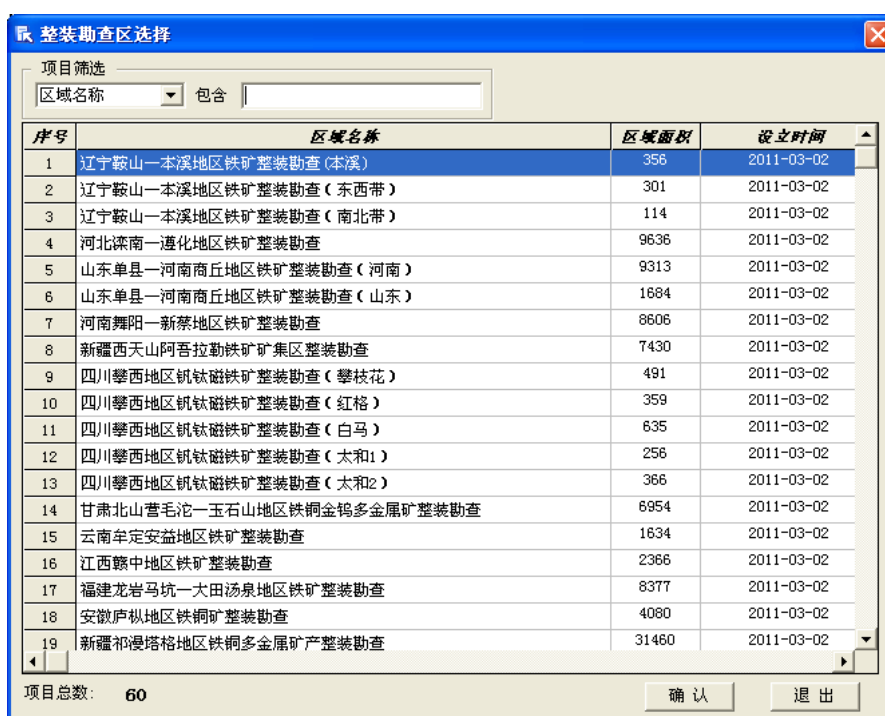 整装勘查区选择
项目筛选
区域名称 包含
序号 区域名称 区域面积 设立时间
1 辽宁鞍山—本溪地区铁矿整装勘查(本溪) 356 2011-03-02
2 辽宁鞍山—本溪地区铁矿整装勘查(东西带) 301 2011-03-02
3 辽宁鞍山—本溪地区铁矿整装勘查(南北带) 114 2011-03-02
4 河北滦南—遵化地区铁矿整装勘查 9636 2011-03-02
5 山东单县—河南商丘地区铁矿整装勘查(河南) 9313 2011-03-02
6 山东单县—河南商丘地区铁矿整装勘查(山东) 1684 2011-03-02
7 河南舞阳—新蔡地区铁矿整装勘查 8606 2011-03-02
8 新疆西天山阿吾拉勒铁矿矿集区整装勘查 7430 2011-03-02
9 四川攀西地区钒钛磁铁矿整装勘查(攀枝花) 491 2011-03-02
10 四川攀西地区钒钛磁铁矿整装勘查(红格) 359 2011-03-02
11 四川攀西地区钒钛磁铁矿整装勘查(白马) 635 2011-03-02
12 四川攀西地区钒钛磁铁矿整装勘查(太和1) 256 2011-03-02
13 四川攀西地区钒钛磁铁矿整装勘查(太和2) 366 2011-03-02
14 甘肃北山营毛沱—玉石山地区铁铜金钨多金属矿整装勘查 6954 2011-03-02
15 云南牟定安益地区铁矿整装勘查 1634 2011-03-02
16 江西赣中地区铁矿整装勘查 2366 2011-03-02
17 福建龙岩马坑—大田汤泉地区铁矿整装勘查 8377 2011-03-02
18 安徽庐枞地区铁铜矿整装勘查 4080 2011-03-02
19 新疆祁漫塔格地区铁铜多金属矿产整装勘查 31460 2011-03-02
项目总数: 60 确认 退出